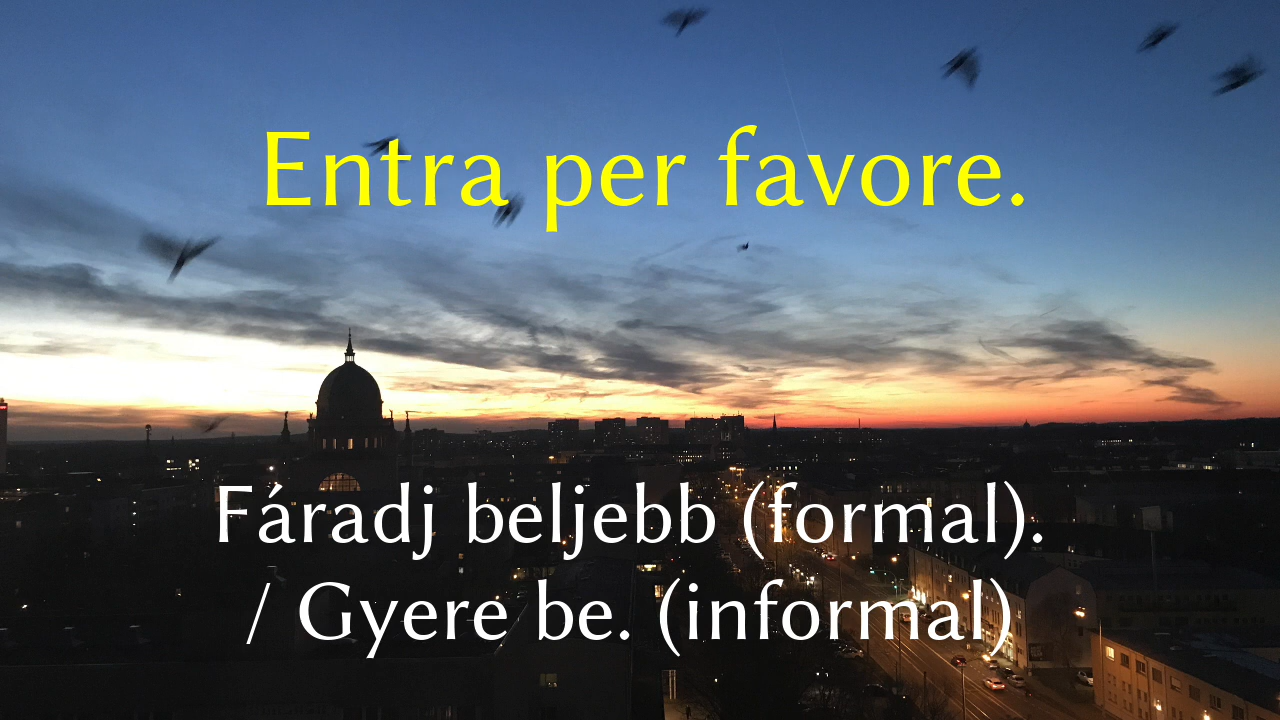 Entra per favore.
Fáradj beljebb (formal).
/ Gyere be. (informal)